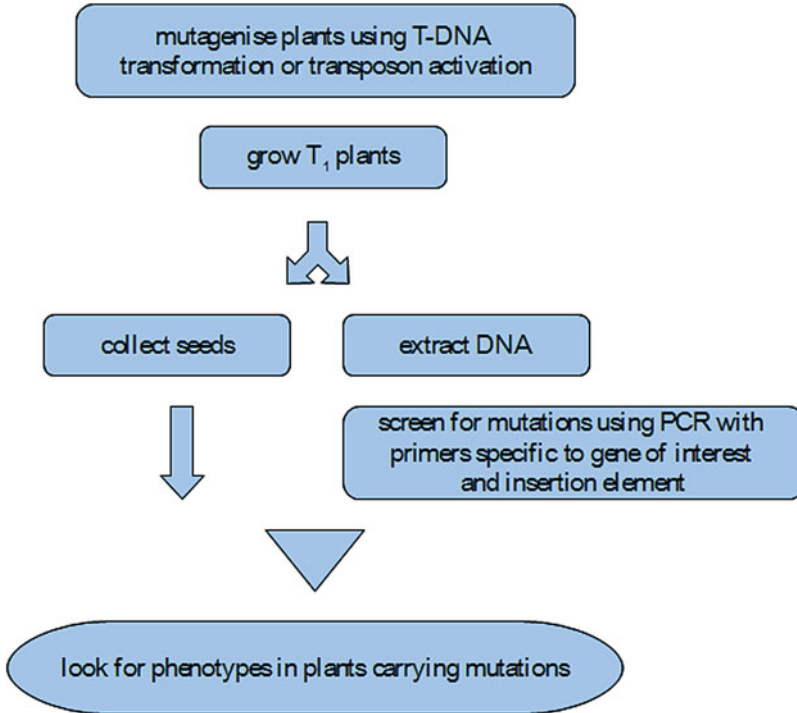 mutagenise plants using T-DNA
transformation or transposon activation
grow T₁ plants
collect seeds
extract DNA
screen for mutations using PCR with
primers specific to gene of interest
and insertion element
look for phenotypes in plants carrying mutations